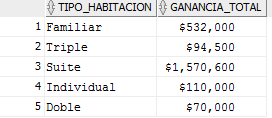 TIPO_HABITACION GANANCIA_TOTAL
1 Familiar $532,000
2 Triple $94,500
3 Suite $1,570,600
4 Individual $110,000
5 Doble $70,000